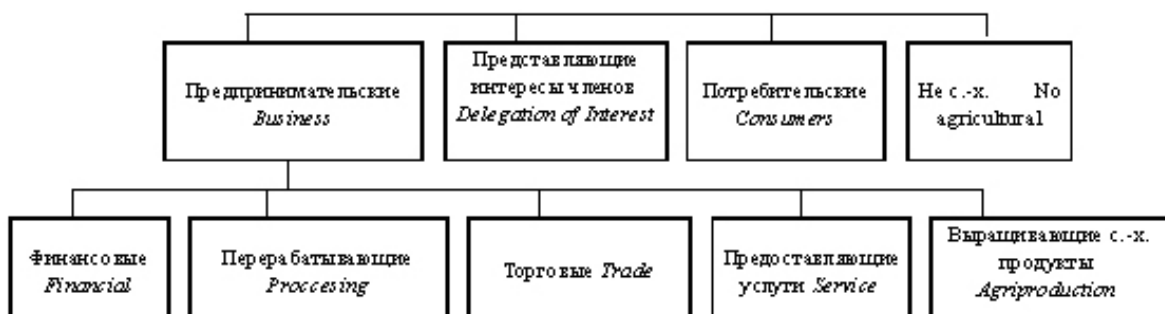 Предпринимательские
Business
Представляющие
интересы членов
Delegation of Interest
Потребительские
Consumers
Не с.-х. No
agricultural
Финансовые
Financial
Перерабатывающие
Proccesing
Торговые Trade
Предоставляющие
услуги Service
Выращивающие с.-х.
продукты
Agriproduction